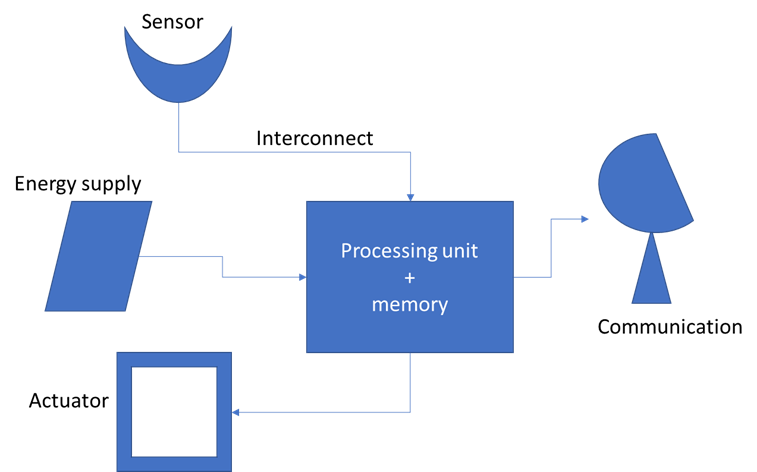 Sensor
Interconnect
Energy supply
Processing unit
+
memory
Communication
Actuator